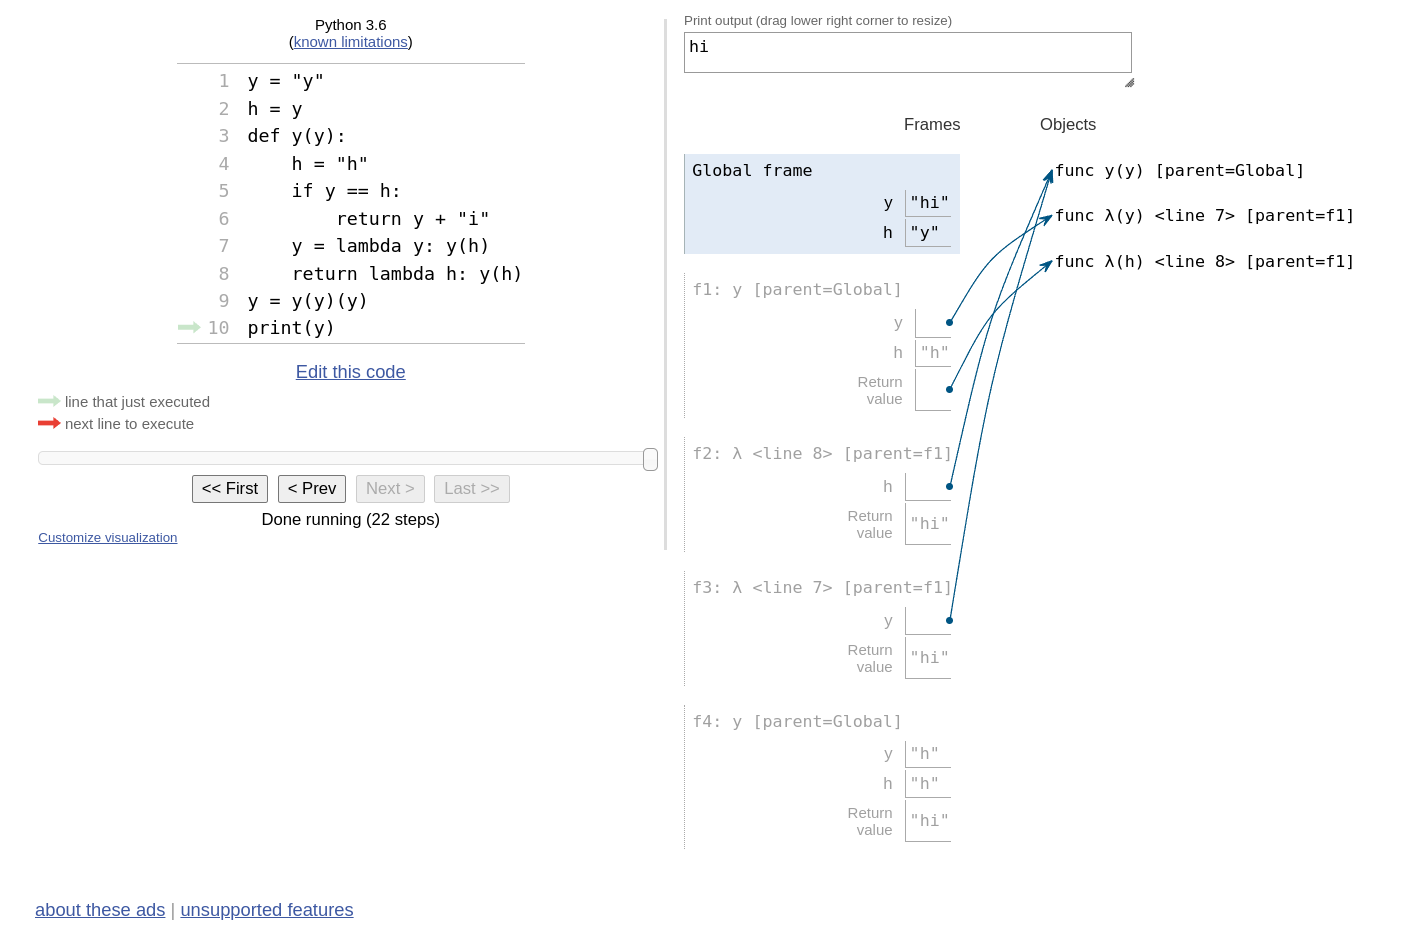 Python 3.6
(known limitations)
1 y = "y"
2 h = y
3 def y(y):
4     h = "h"
5     if y == h:
6         return y + "i"
7     y = lambda y: y(h)
8     return lambda h: y(h)
9 y = y(y)(y)
10 print(y)
Edit this code
line that just executed
next line to execute
<< First < Prev Next > Last >>
Done running (22 steps)
Customize visualization
Print output (drag lower right corner to resize)
hi
Frames Objects
Global frame
y "hi"
h "y"
func y(y) [parent=Global]
func λ(y) <line 7> [parent=f1]
func λ(h) <line 8> [parent=f1]
f1: y [parent=Global]
y
h "h"
Return
value
f2: λ <line 8> [parent=f1]
h
Return
value "hi"
f3: λ <line 7> [parent=f1]
y
Return
value "hi"
f4: y [parent=Global]
y "h"
h "h"
Return
value "hi"
about these ads | unsupported features